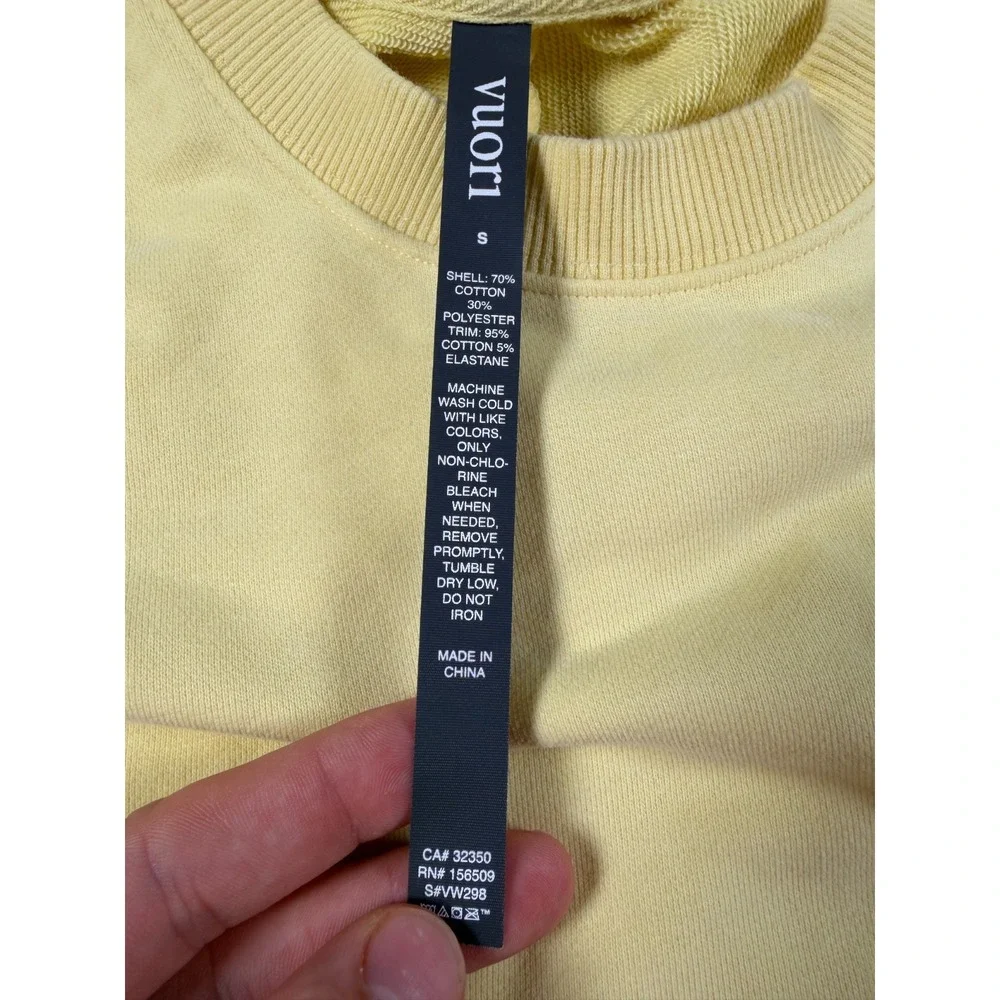 vuori
S
SHELL: 70%
COTTON
30%
POLYESTER
TRIM: 95%
COTTON 5%
ELASTANE
MACHINE
WASH COLD
WITH LIKE
COLORS,
ONLY
NON-CHLO-
RINE
BLEACH
WHEN
NEEDED,
REMOVE
PROMPTLY,
TUMBLE
DRY LOW,
DO NOT
IRON
MADE IN
CHINA
CA# 32350
RN# 156509
S#VW298
™